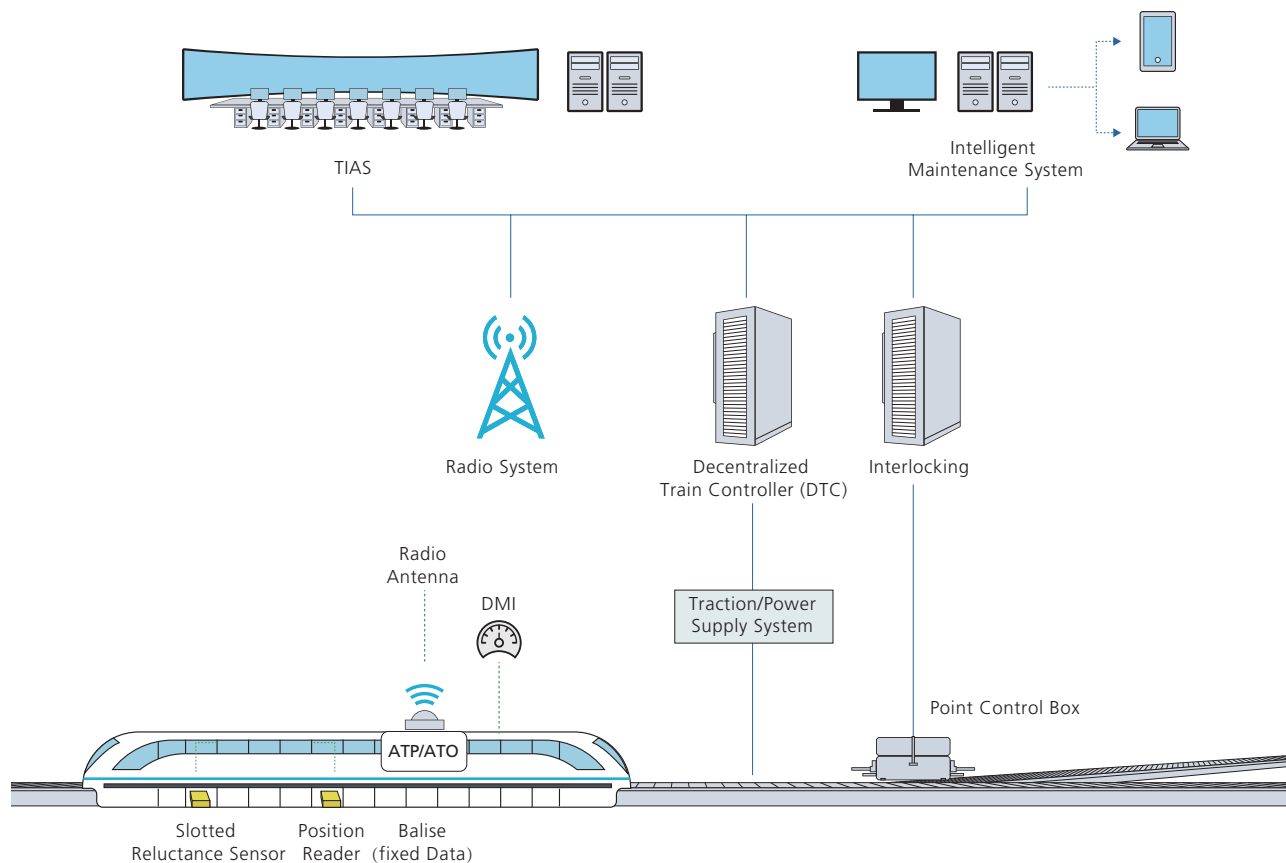 TIAS
Intelligent
Maintenance System
Radio System
Decentralized
Train Controller (DTC)
Interlocking
Radio
Antenna
DMI
Traction/Power
Supply System
Point Control Box
ATP/ATO
Slotted
Reluctance Sensor
Position
Reader
Balise
(fixed Data)